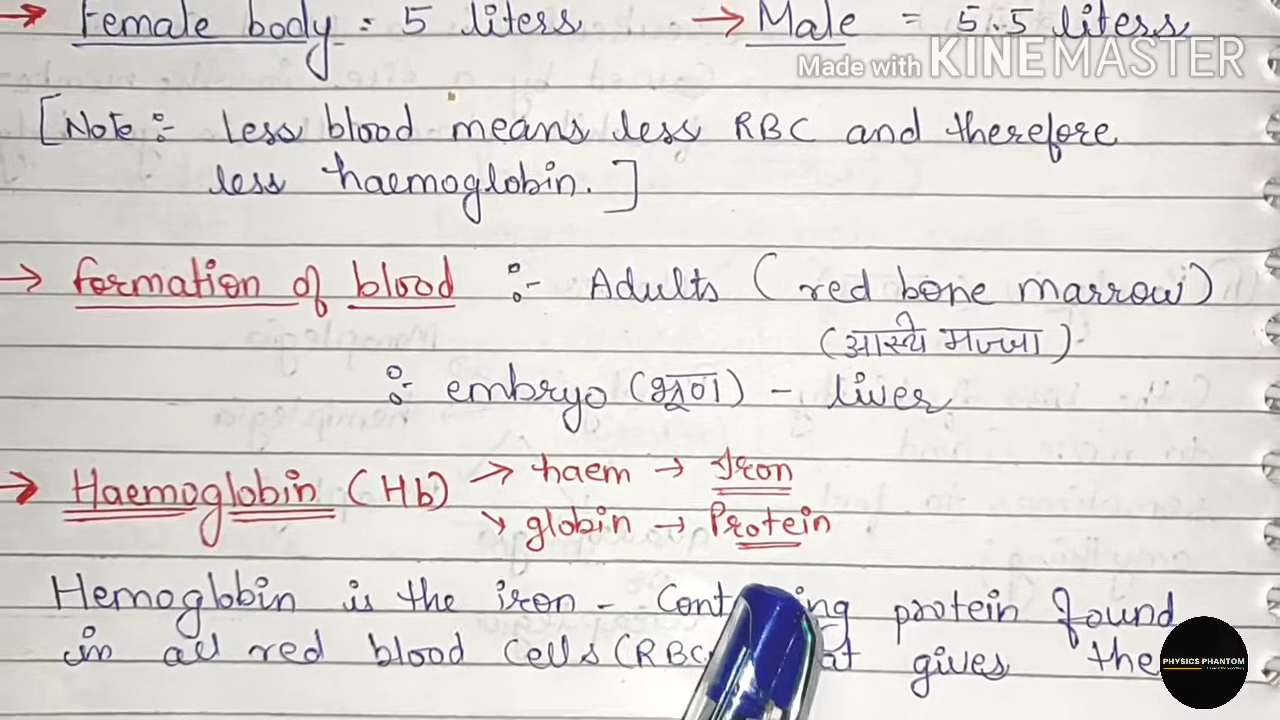 → Female body = 5 liters → Male = 5.5 liters
Made with KINEMASTER
[Note :- Less blood means less RBC and therefore
less haemoglobin.]
→ formation of blood :- Adults (red bone marrow)
(आस्थे मज्जा)
:- embryo (भ्रूण) - liver
→ Haemoglobin (Hb) → haem → Iron
↘ globin → Protein
Hemoglobin is the iron - Cont ing protein found
in all red blood cells (RBC at gives the
PHYSICS PHANTOM